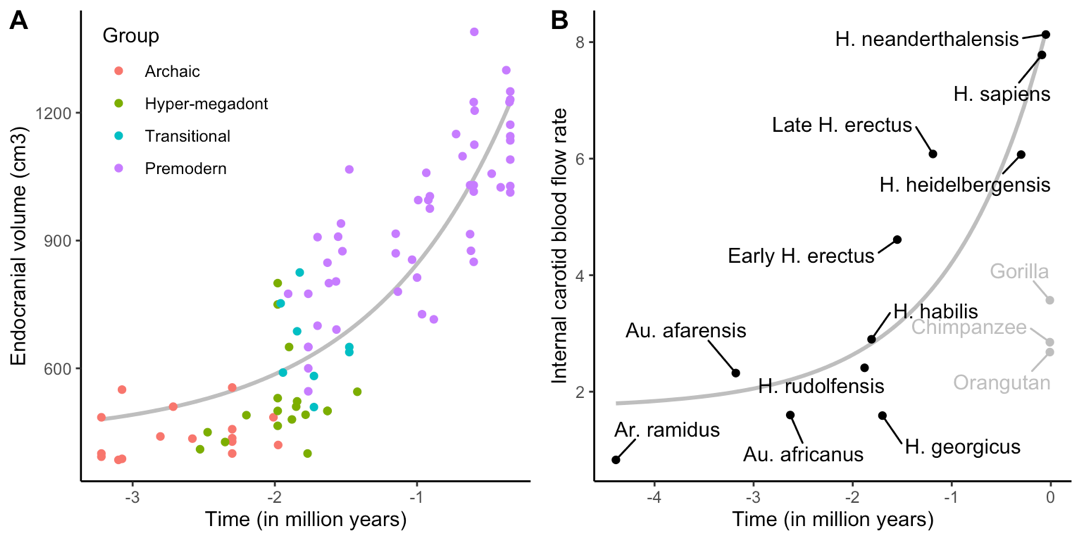 A
Group
Archaic
Hyper-megadont
Transitional
Premodern
Endocranial volume (cm3)
1200
900
600
-3
-2
-1
Time (in million years)
B
Internal carotid blood flow rate
8
6
4
2
H. neanderthalensis
H. sapiens
Late H. erectus
H. heidelbergensis
Early H. erectus
Gorilla
H. habilis
Chimpanzee
Au. afarensis
Orangutan
H. rudolfensis
Ar. ramidus
Au. africanus
H. georgicus
-4
-3
-2
-1
0
Time (in million years)